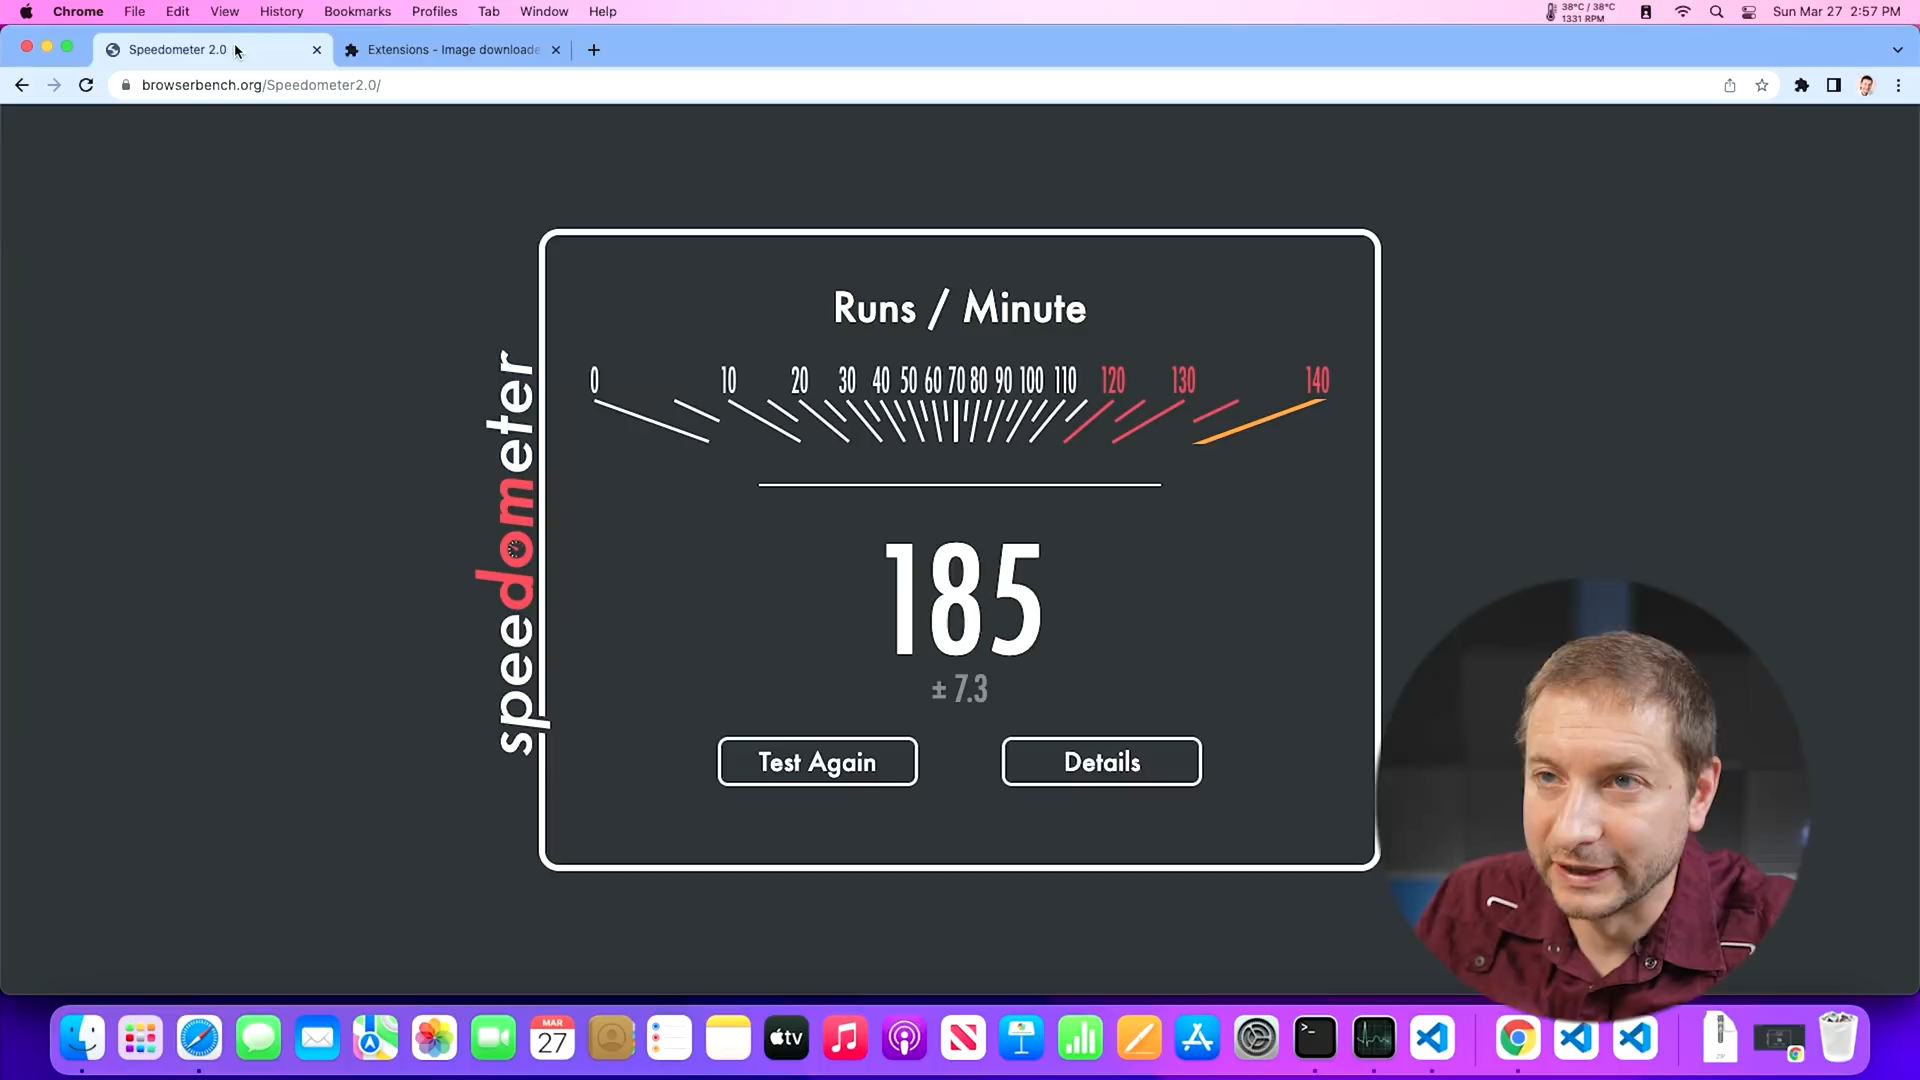 Chrome File Edit View History Bookmarks Profiles Tab Window Help
38°C / 38°C
1331 RPM
Sun Mar 27 2:57 PM
Speedometer 2.0
Extensions - Image downloade
browserbench.org/Speedometer2.0/
speedometer
Runs / Minute
0 10 20 30 40 50 60 70 80 90 100 110 120 130 140
185
± 7.3
Test Again
Details
MAR
27
tv
ZIP